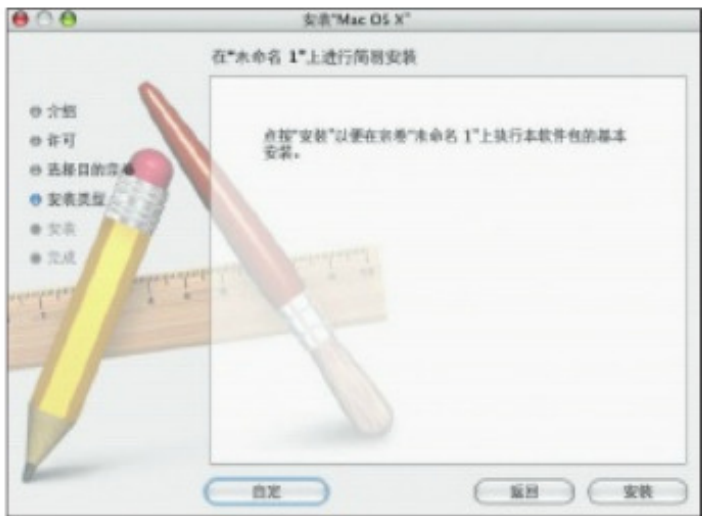 安装“Mac OS X”
在“未命名 1”上进行简易安装
介绍
许可
选择目的宗卷
安装类型
安装
完成
点按“安装”以便在宗卷“未命名 1”上执行本软件包的基本
安装。
自定
返回
安装